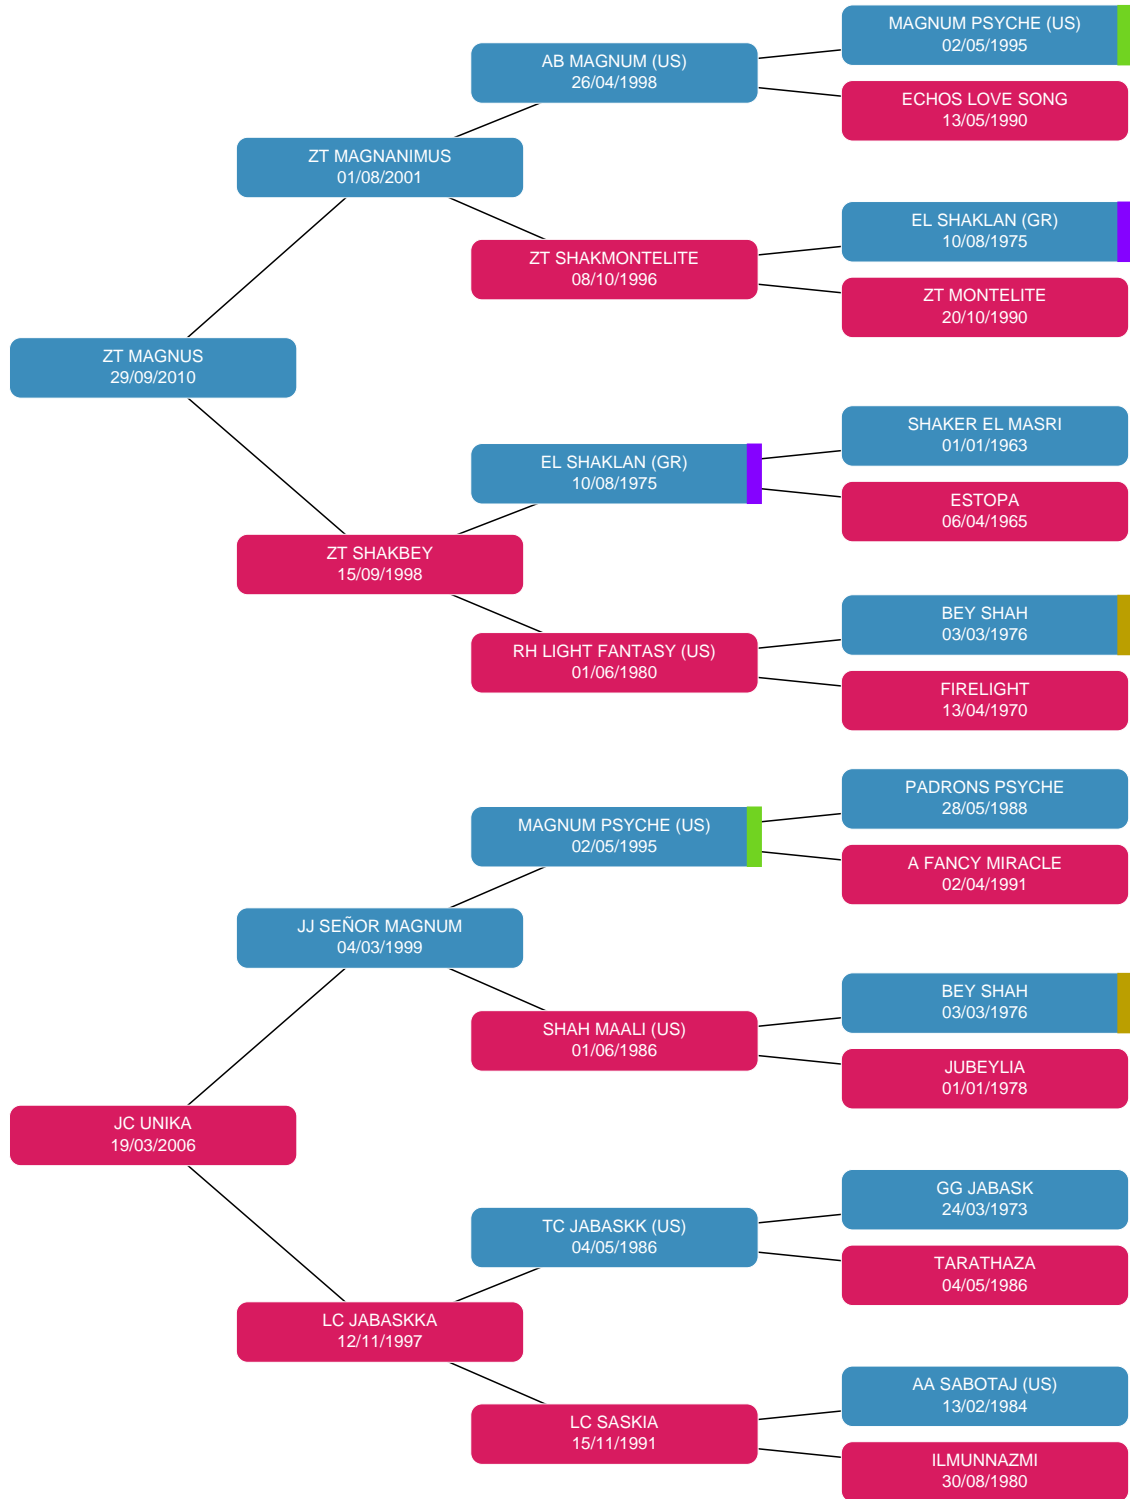 MAGNUM PSYCHE (US)
02/05/1995
AB MAGNUM (US)
26/04/1998
ECHOS LOVE SONG
13/05/1990
ZT MAGNANIMUS
01/08/2001
EL SHAKLAN (GR)
10/08/1975
ZT SHAKMONTELITE
08/10/1996
ZT MONTELITE
20/10/1990
ZT MAGNUS
29/09/2010
SHAKER EL MASRI
01/01/1963
EL SHAKLAN (GR)
10/08/1975
ESTOPA
06/04/1965
ZT SHAKBEY
15/09/1998
BEY SHAH
03/03/1976
RH LIGHT FANTASY (US)
01/06/1980
FIRELIGHT
13/04/1970
PADRONS PSYCHE
28/05/1988
MAGNUM PSYCHE (US)
02/05/1995
A FANCY MIRACLE
02/04/1991
JJ SEÑOR MAGNUM
04/03/1999
BEY SHAH
03/03/1976
SHAH MAALI (US)
01/06/1986
JUBEYLIA
01/01/1978
JC UNIKA
19/03/2006
GG JABASK
24/03/1973
TC JABASKK (US)
04/05/1986
TARATHAZA
04/05/1986
LC JABASKKA
12/11/1997
AA SABOTAJ (US)
13/02/1984
LC SASKIA
15/11/1991
ILMUNNAZMI
30/08/1980